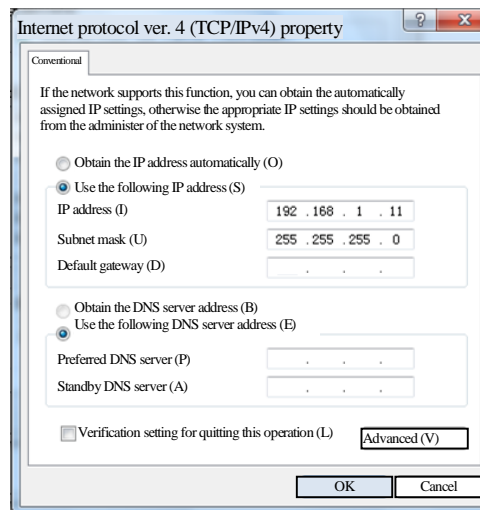 Internet protocol ver. 4 (TCP/IPv4) property
Conventional
If the network supports this function, you can obtain the automatically
assigned IP settings, otherwise the appropriate IP settings should be obtained
from the administer of the network system.
Obtain the IP address automatically (O)
Use the following IP address (S)
IP address (I) 192 . 168 . 1 . 11
Subnet mask (U) 255 . 255 . 255 . 0
Default gateway (D) . . .
Obtain the DNS server address (B)
Use the following DNS server address (E)
Preferred DNS server (P) . . .
Standby DNS server (A) . . .
Verification setting for quitting this operation (L) Advanced (V)
OK Cancel